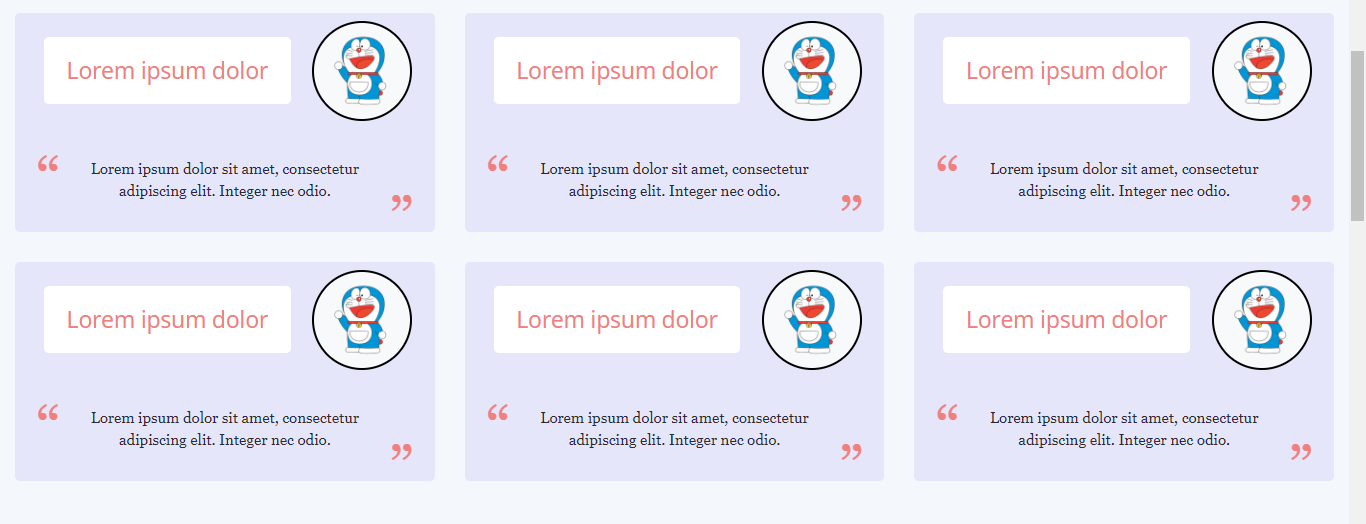 Lorem ipsum dolor
“ Lorem ipsum dolor sit amet, consectetur
adipiscing elit. Integer nec odio. ”
Lorem ipsum dolor
“ Lorem ipsum dolor sit amet, consectetur
adipiscing elit. Integer nec odio. ”
Lorem ipsum dolor
“ Lorem ipsum dolor sit amet, consectetur
adipiscing elit. Integer nec odio. ”
Lorem ipsum dolor
“ Lorem ipsum dolor sit amet, consectetur
adipiscing elit. Integer nec odio. ”
Lorem ipsum dolor
“ Lorem ipsum dolor sit amet, consectetur
adipiscing elit. Integer nec odio. ”
Lorem ipsum dolor
“ Lorem ipsum dolor sit amet, consectetur
adipiscing elit. Integer nec odio. ”